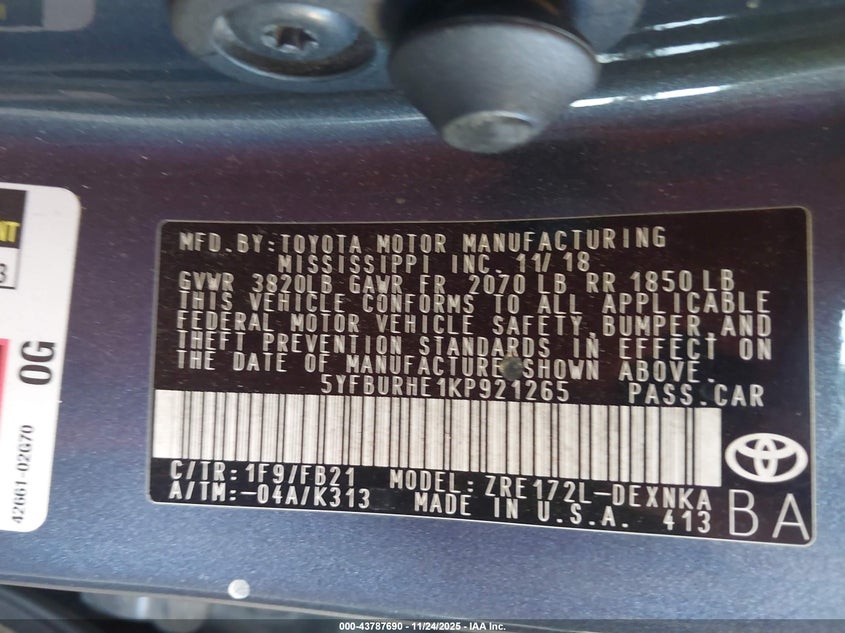 NT
3
0G
42661-02G70
MFD.BY:TOYOTA MOTOR MANUFACTURING
MISSISSIPPI INC. 11/18
GVWR 3820LB GAWR FR 2070 LB RR 1850LB
THIS VEHICLE CONFORMS TO ALL APPLICABLE
FEDERAL MOTOR VEHICLE SAFETY,BUMPER,AND
THEFT PREVENTION STANDARDS IN EFFECT ON
THE DATE OF MANUFACTURE SHOWN ABOVE.
5YFBURHE1KP921265 PASS.CAR
C/TR:1F9/FB21 MODEL:ZRE172L-DEXNKA
A/TM:-04A/K313 MADE IN U.S.A. 413
BA
000-43787690 - 11/24/2025 - IAA Inc.